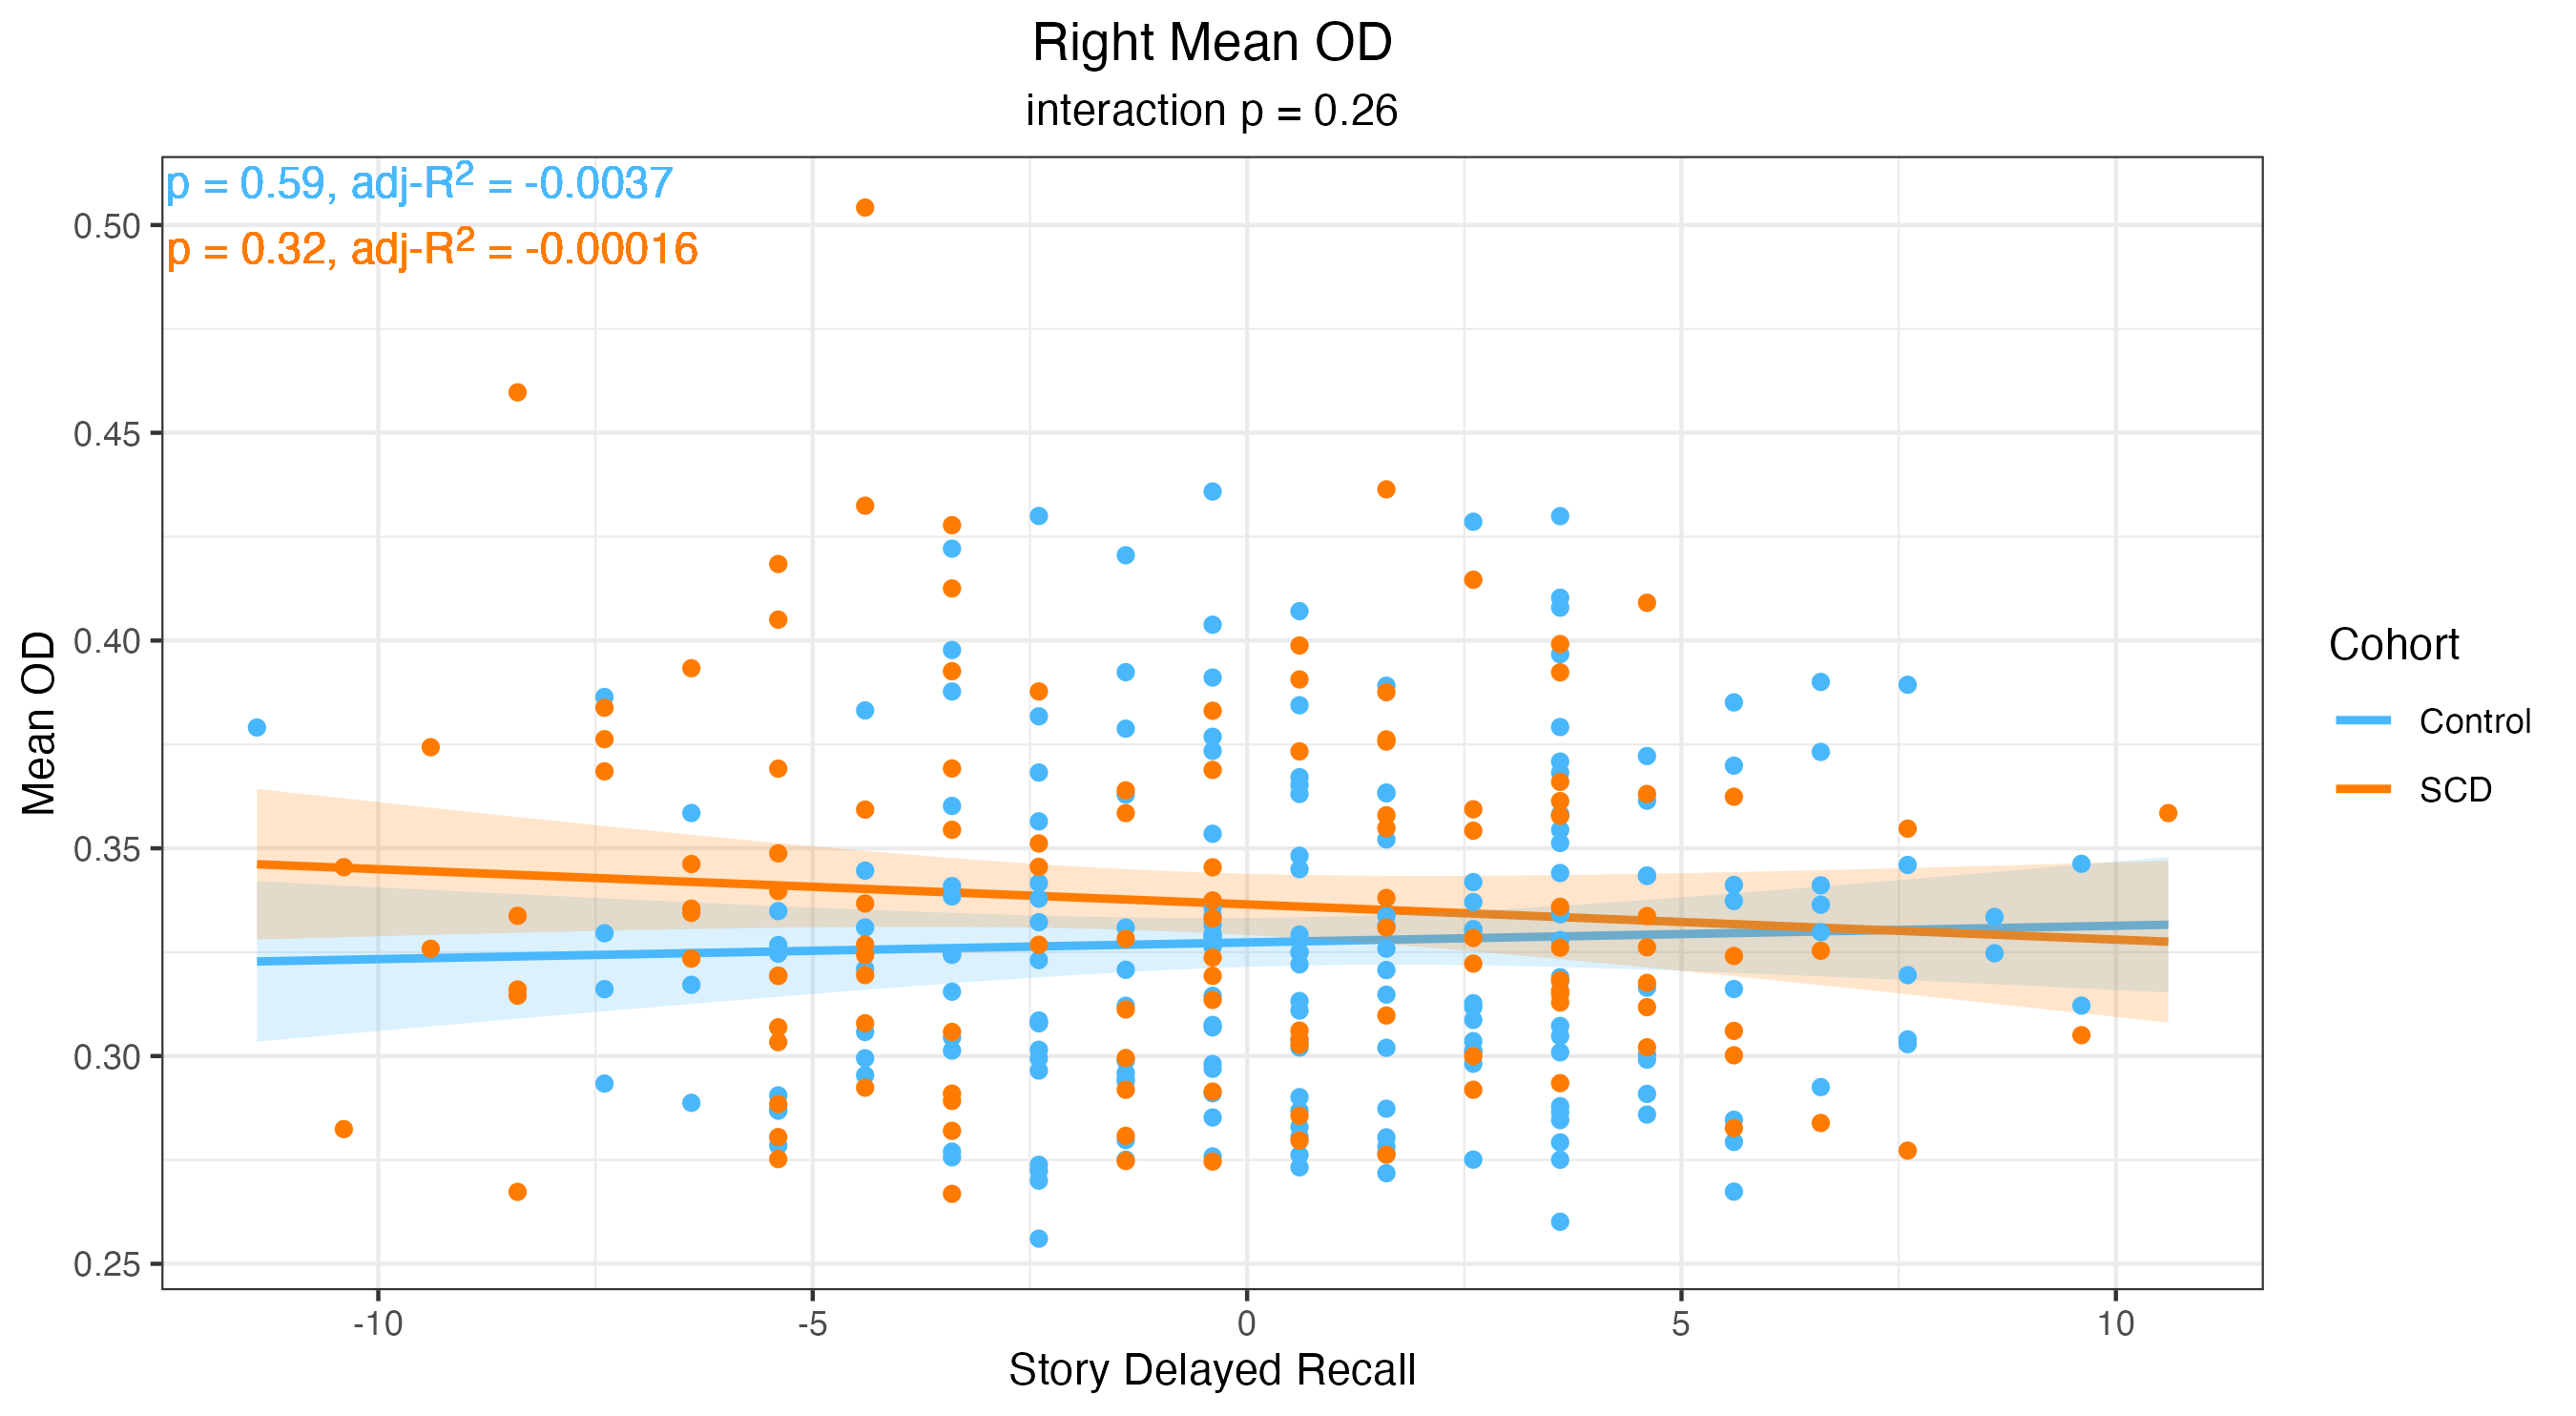 Right Mean OD
interaction p = 0.26
p = 0.59, adj-R² = -0.0037
p = 0.32, adj-R² = -0.00016
0.50
0.45
0.40
0.35
0.30
0.25
Mean OD
-10 -5 0 5 10
Story Delayed Recall
Cohort
Control
SCD